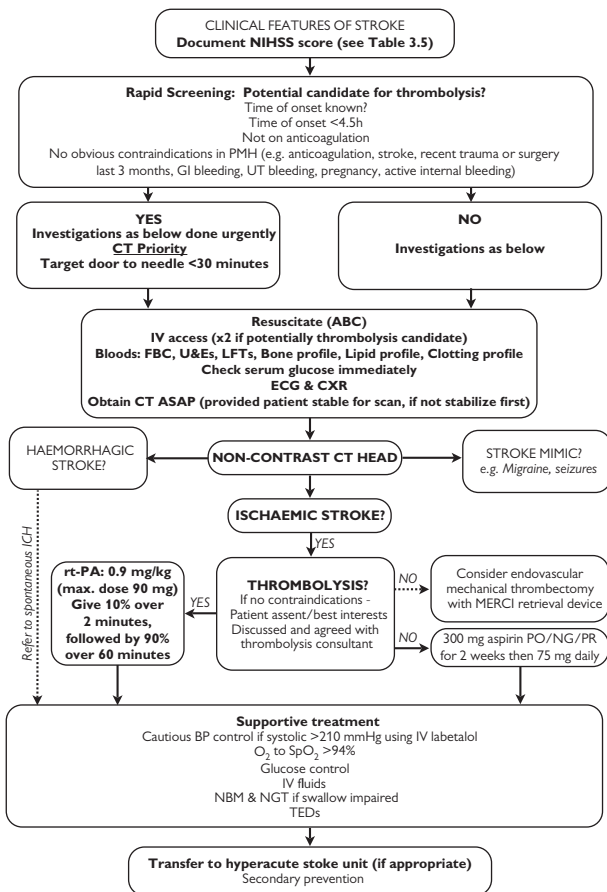 CLINICAL FEATURES OF STROKE
Document NIHSS score (see Table 3.5)
Rapid Screening: Potential candidate for thrombolysis?
Time of onset known?
Time of onset <4.5h
Not on anticoagulation
No obvious contraindications in PMH (e.g. anticoagulation, stroke, recent trauma or surgery
last 3 months, GI bleeding, UT bleeding, pregnancy, active internal bleeding)
YES
Investigations as below done urgently
CT Priority
Target door to needle <30 minutes
NO
Investigations as below
Resuscitate (ABC)
IV access (x2 if potentially thrombolysis candidate)
Bloods: FBC, U&Es, LFTs, Bone profile, Lipid profile, Clotting profile
Check serum glucose immediately
ECG & CXR
Obtain CT ASAP (provided patient stable for scan, if not stabilize first)
HAEMORRHAGIC
STROKE?
NON-CONTRAST CT HEAD
STROKE MIMIC?
e.g. Migraine, seizures
ISCHAEMIC STROKE?
YES
Refer to spontaneous ICH
rt-PA: 0.9 mg/kg
(max. dose 90 mg)
Give 10% over
2 minutes,
followed by 90%
over 60 minutes
YES
THROMBOLYSIS?
If no contraindications -
Patient assent/best interests
Discussed and agreed with
thrombolysis consultant
NO
Consider endovascular
mechanical thrombectomy
with MERCI retrieval device
NO
300 mg aspirin PO/NG/PR
for 2 weeks then 75 mg daily
Supportive treatment
Cautious BP control if systolic >210 mmHg using IV labetalol
O2 to SpO2 >94%
Glucose control
IV fluids
NBM & NGT if swallow impaired
TEDs
Transfer to hyperacute stoke unit (if appropriate)
Secondary prevention